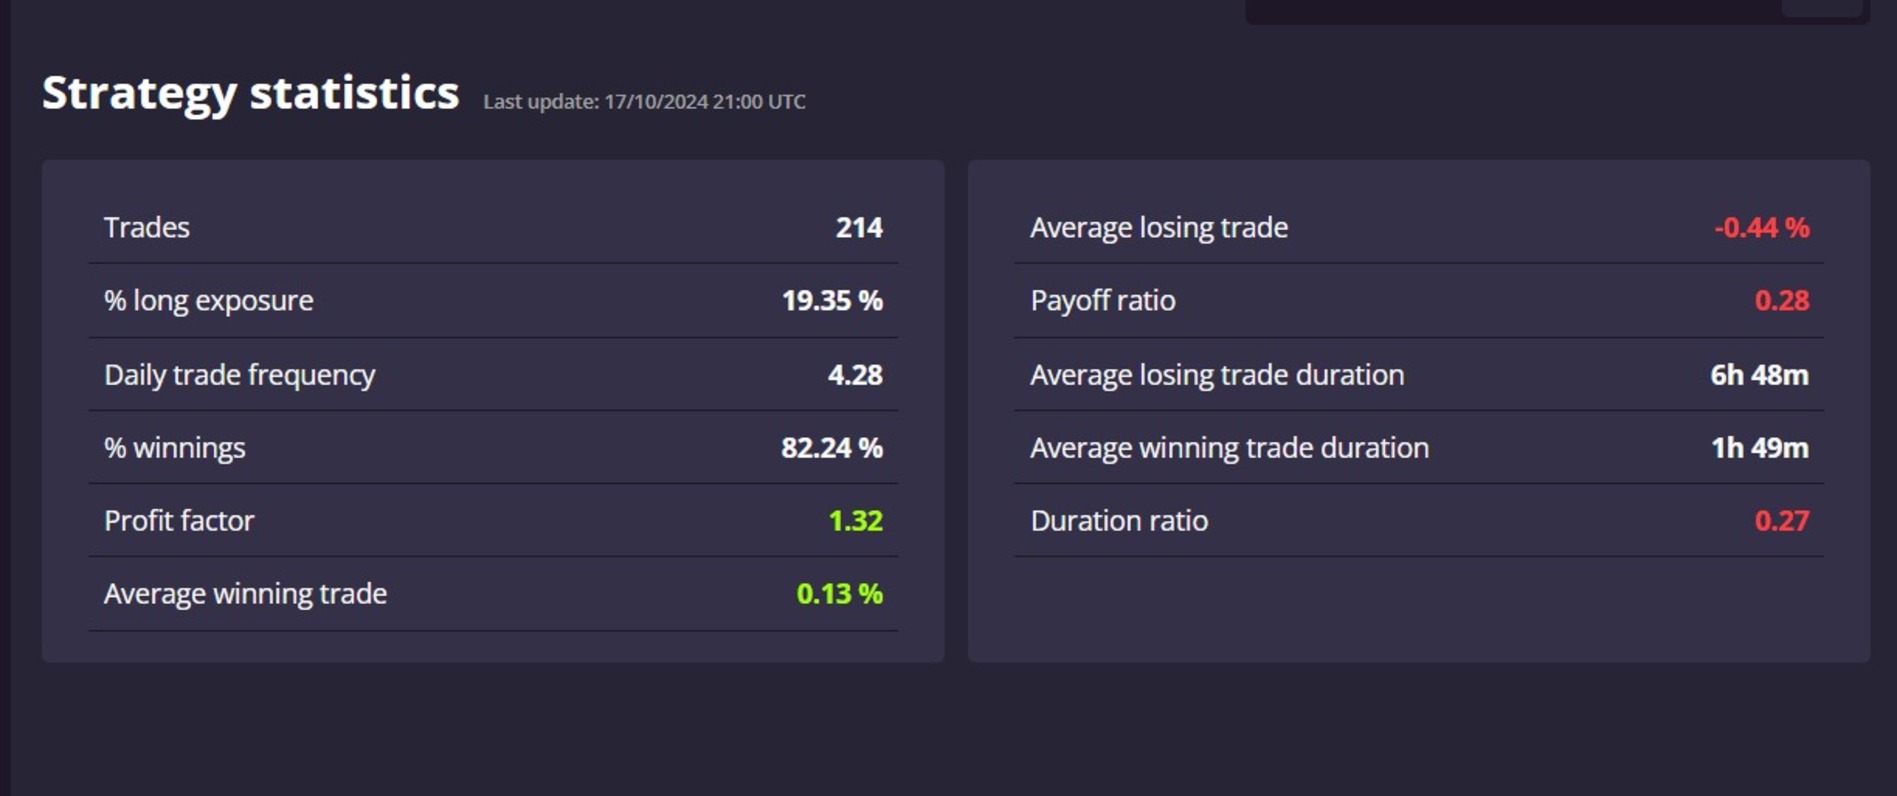 Strategy statistics Last update: 17/10/2024 21:00 UTC
Trades 214
% long exposure 19.35 %
Daily trade frequency 4.28
% winnings 82.24 %
Profit factor 1.32
Average winning trade 0.13 %
Average losing trade -0.44 %
Payoff ratio 0.28
Average losing trade duration 6h 48m
Average winning trade duration 1h 49m
Duration ratio 0.27